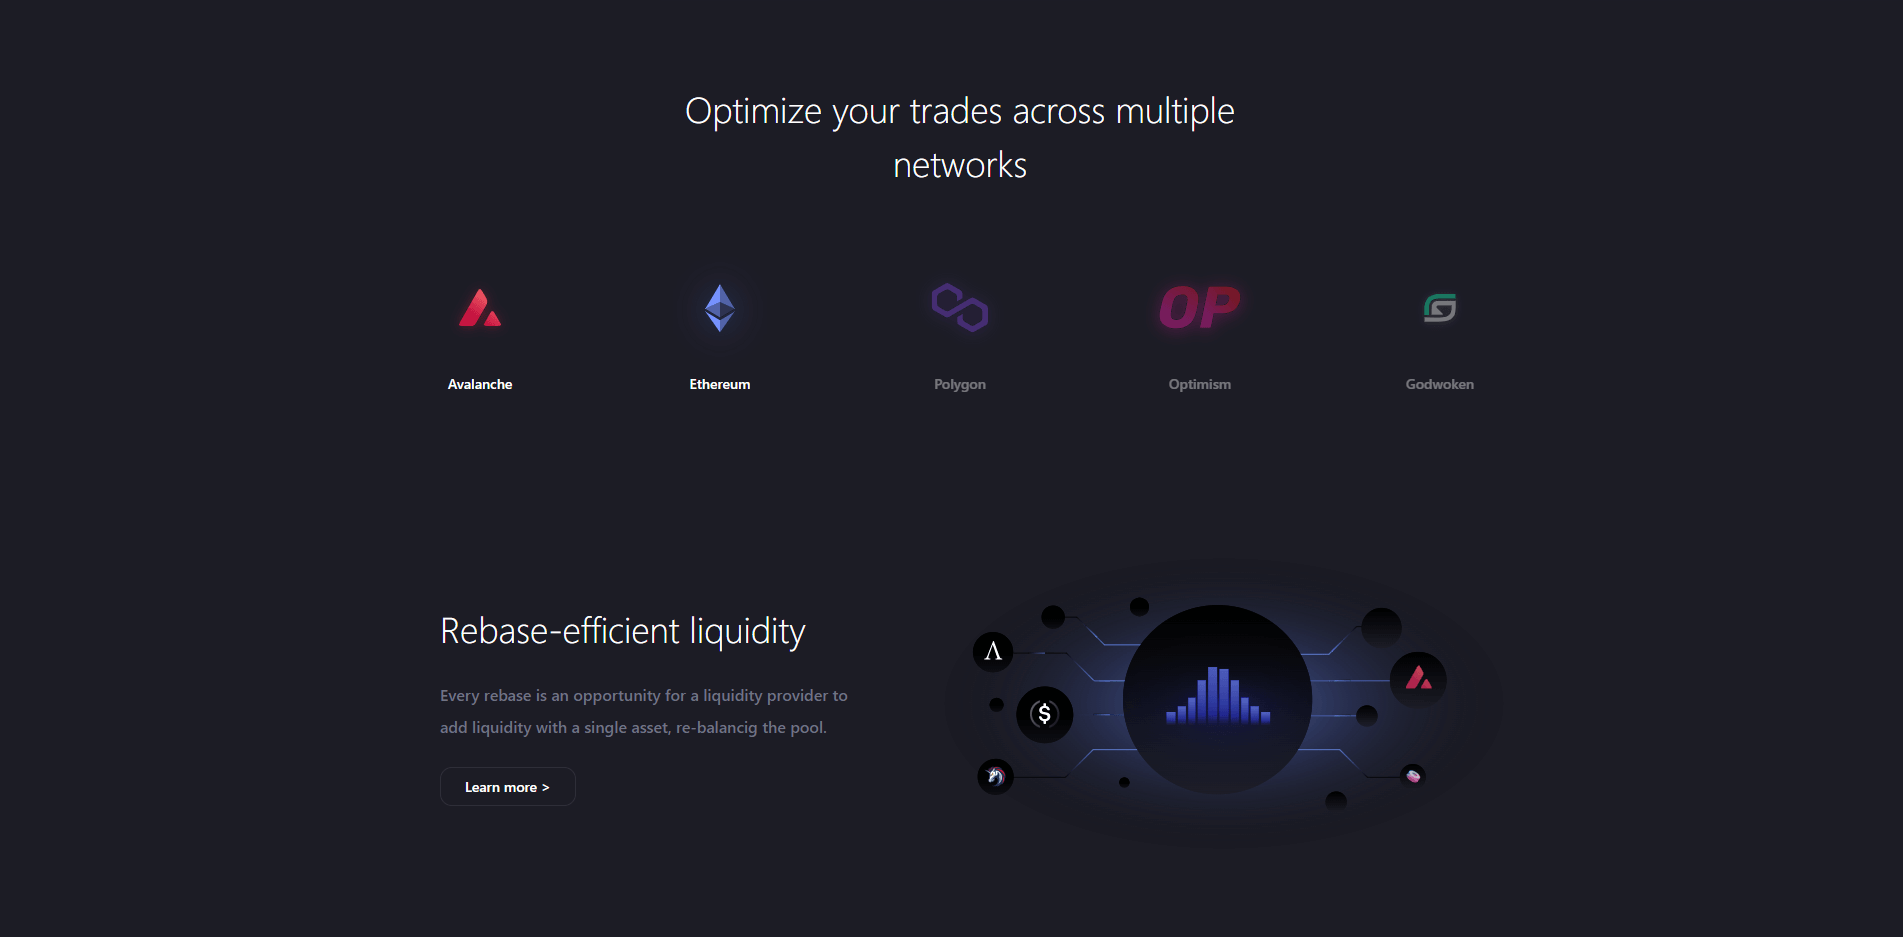 Optimize your trades across multiple
networks
OP
Avalanche
Ethereum
Polygon
Optimism
Godwoken
Rebase-efficient liquidity
Every rebase is an opportunity for a liquidity provider to
add liquidity with a single asset, re-balancig the pool.
Learn more >
Λ
$